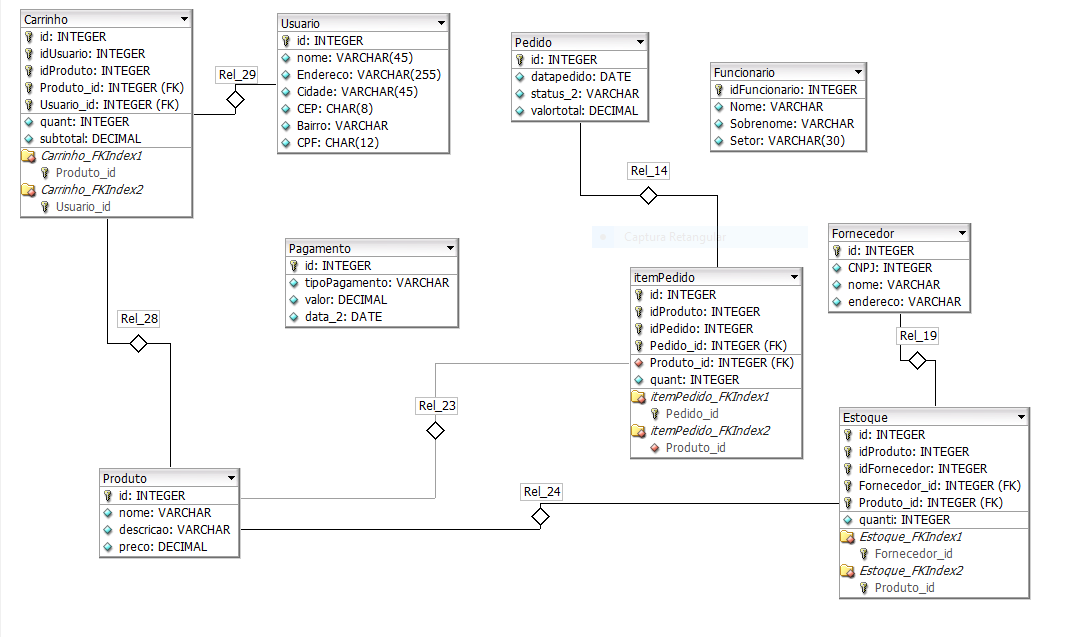 Carrinho
id: INTEGER
idUsuario: INTEGER
idProduto: INTEGER
Produto_id: INTEGER (FK)
Usuario_id: INTEGER (FK)
quant: INTEGER
subtotal: DECIMAL
Carrinho_FKIndex1
Produto_id
Carrinho_FKIndex2
Usuario_id
Rel_29
Usuario
id: INTEGER
nome: VARCHAR(45)
Endereco: VARCHAR(255)
Cidade: VARCHAR(45)
CEP: CHAR(8)
Bairro: VARCHAR
CPF: CHAR(12)
Pedido
id: INTEGER
datapedido: DATE
status_2: VARCHAR
valortotal: DECIMAL
Funcionario
idFuncionario: INTEGER
Nome: VARCHAR
Sobrenome: VARCHAR
Setor: VARCHAR(30)
Rel_14
Captura Retangular
Pagamento
id: INTEGER
tipoPagamento: VARCHAR
valor: DECIMAL
data_2: DATE
itemPedido
id: INTEGER
idProduto: INTEGER
idPedido: INTEGER
Pedido_id: INTEGER (FK)
Produto_id: INTEGER (FK)
quant: INTEGER
itemPedido_FKIndex1
Pedido_id
itemPedido_FKIndex2
Produto_id
Fornecedor
id: INTEGER
CNPJ: INTEGER
nome: VARCHAR
endereco: VARCHAR
Rel_28
Rel_19
Rel_23
Estoque
id: INTEGER
idProduto: INTEGER
idFornecedor: INTEGER
Fornecedor_id: INTEGER (FK)
Produto_id: INTEGER (FK)
quanti: INTEGER
Estoque_FKIndex1
Fornecedor_id
Estoque_FKIndex2
Produto_id
Produto
id: INTEGER
nome: VARCHAR
descricao: VARCHAR
preco: DECIMAL
Rel_24